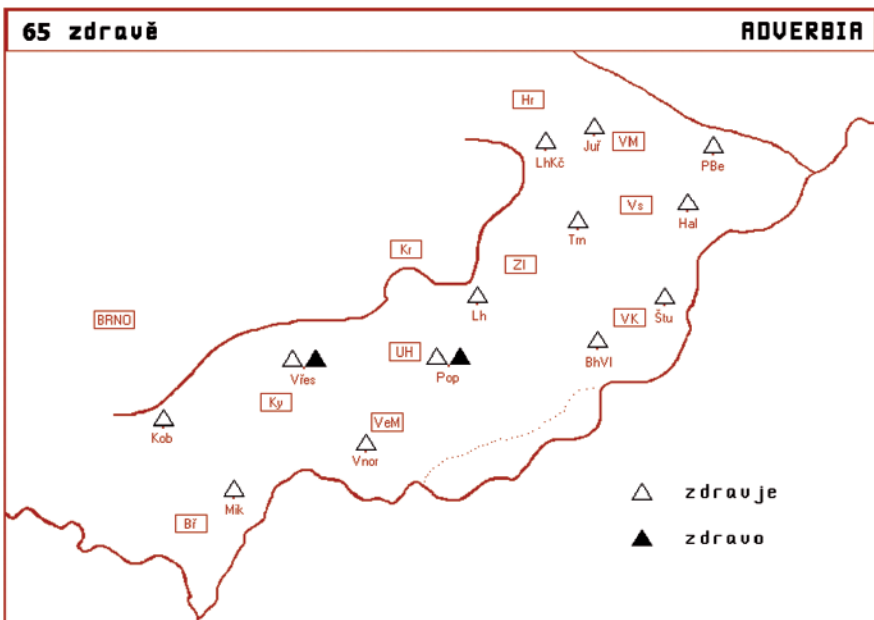 65 zdravě ADVERBIA
Hr
Juř VM
LhKč PBe
Vs
Hal
Trn
Kr
Zl
Lh Štu
BRNO VK
UH BhVl
Vřes Pop
Ky
VeM
Kob
Vnor
zdravje
Mik
Bř
zdravo